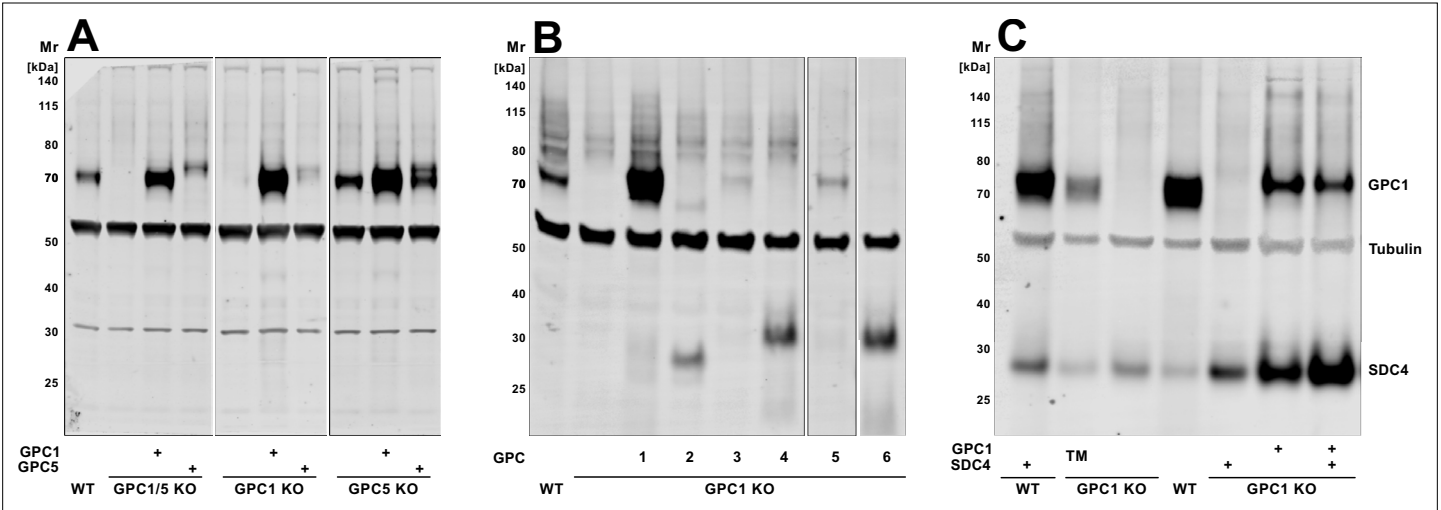 A
Mr
[kDa]
140
115
80
70
50
40
30
25
GPC1 + + +
GPC5 + + +
WT GPC1/5 KO GPC1 KO GPC5 KO
B
Mr
[kDa]
140
115
80
70
50
40
30
25
GPC 1 2 3 4 5 6
WT GPC1 KO
C
Mr
[kDa]
140
115
80
70
50
40
30
25
GPC1
Tubulin
SDC4
GPC1 TM + +
SDC4 + + +
WT GPC1 KO WT GPC1 KO